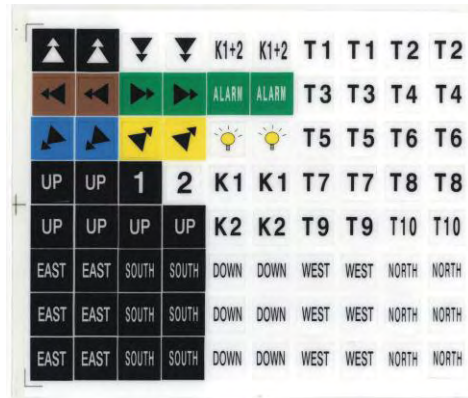 K1+2 K1+2 T1 T1 T2 T2
ALARM ALARM T3 T3 T4 T4
T5 T5 T6 T6
UP UP 1 2 K1 K1 T7 T7 T8 T8
UP UP UP UP K2 K2 T9 T9 T10 T10
EAST EAST SOUTH SOUTH DOWN DOWN WEST WEST NORTH NORTH
EAST EAST SOUTH SOUTH DOWN DOWN WEST WEST NORTH NORTH
EAST EAST SOUTH SOUTH DOWN DOWN WEST WEST NORTH NORTH